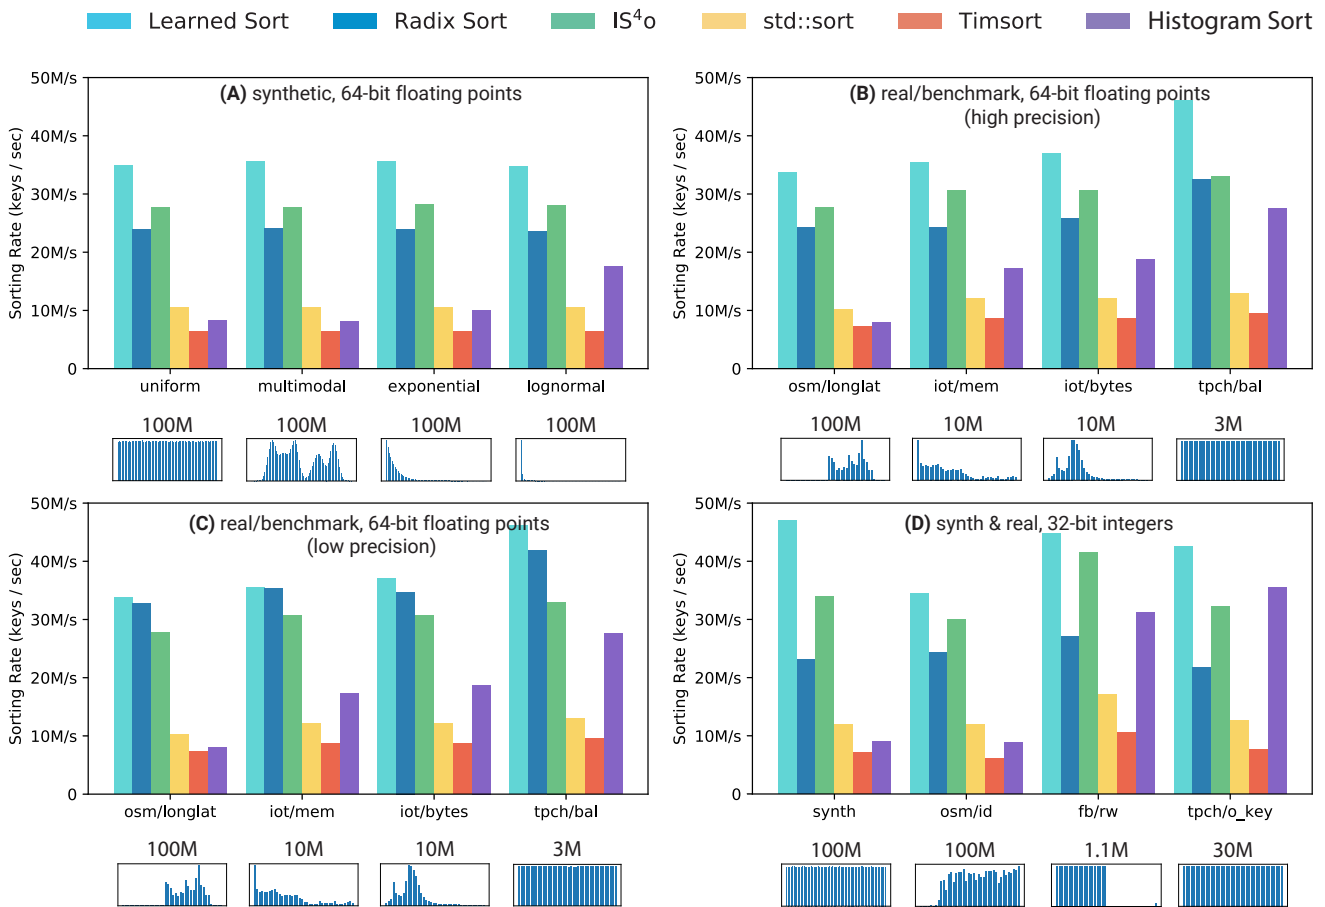 Learned Sort Radix Sort IS⁴o std::sort Timsort Histogram Sort
(A) synthetic, 64-bit floating points
Sorting Rate (keys / sec)
50M/s
40M/s
30M/s
20M/s
10M/s
0
uniform multimodal exponential lognormal
100M 100M 100M 100M
(B) real/benchmark, 64-bit floating points
(high precision)
Sorting Rate (keys / sec)
50M/s
40M/s
30M/s
20M/s
10M/s
0
osm/longlat iot/mem iot/bytes tpch/bal
100M 10M 10M 3M
(C) real/benchmark, 64-bit floating points
(low precision)
Sorting Rate (keys / sec)
50M/s
40M/s
30M/s
20M/s
10M/s
0
osm/longlat iot/mem iot/bytes tpch/bal
100M 10M 10M 3M
(D) synth & real, 32-bit integers
Sorting Rate (keys / sec)
50M/s
40M/s
30M/s
20M/s
10M/s
0
synth osm/id fb/rw tpch/o_key
100M 100M 1.1M 30M